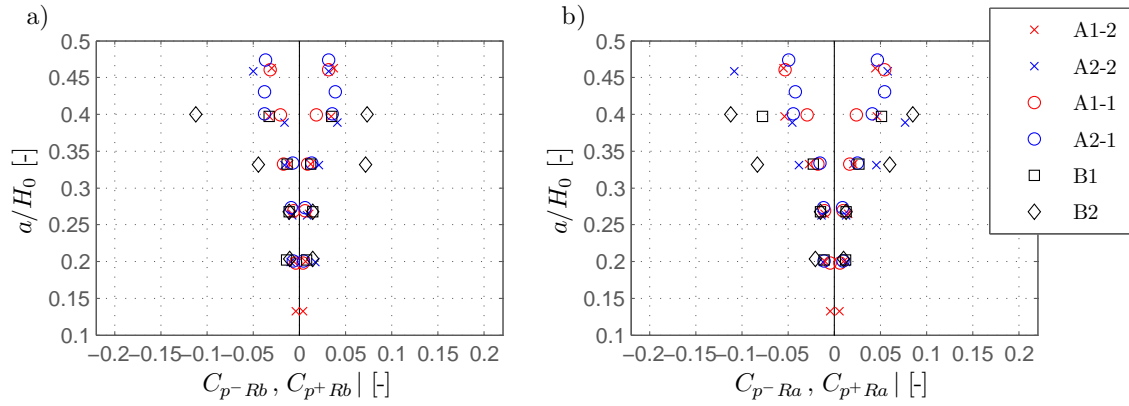 a)
0.5
0.45
0.4
0.35
0.3
0.25
0.2
0.15
0.1
a/H₀ [-]
−0.2 −0.15 −0.1 −0.05 0 0.05 0.1 0.15 0.2
C_{p⁻Rb}, C_{p⁺Rb}| [-]
b)
0.5
0.45
0.4
0.35
0.3
0.25
0.2
0.15
0.1
a/H₀ [-]
−0.2 −0.15 −0.1 −0.05 0 0.05 0.1 0.15 0.2
C_{p⁻Ra}, C_{p⁺Ra}| [-]
A1-2
A2-2
A1-1
A2-1
B1
B2